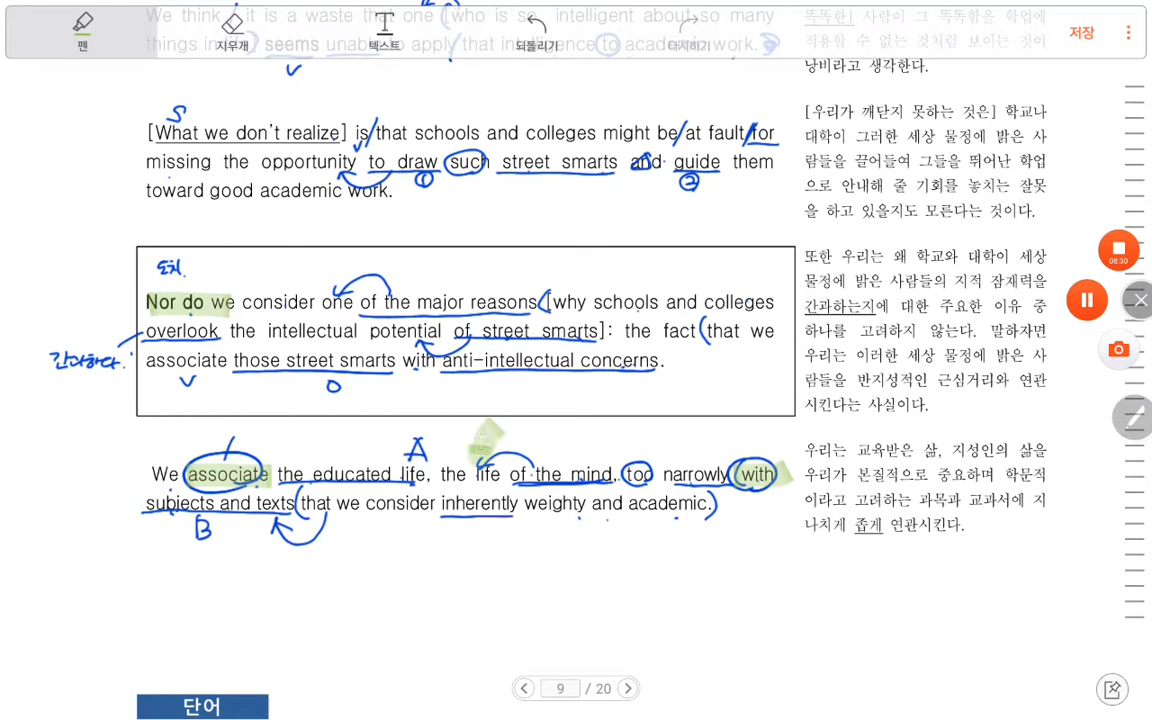 We think it is a waste that one [who is so intelligent about so many
things in seems unable to apply that intelligence to academic work.
펜
지우개
텍스트
되돌리기
다시하기
저장
똑똑한] 사람이 그 똑똑함을 학업에
적용할 수 없는 것처럼 보이는 것이
낭비라고 생각한다.
V
S
[What we don't realize] is that schools and colleges might be at fault for
missing the opportunity to draw such street smarts and guide them
toward good academic work.
V
①
②
[우리가 깨닫지 못하는 것은] 학교나
대학이 그러한 세상 물정에 밝은 사
람들을 끌어들여 그들을 뛰어난 학업
으로 안내해 줄 기회를 놓치는 잘못
을 하고 있을지도 모른다는 것이다.
도치.
Nor do we consider one of the major reasons [why schools and colleges
overlook the intellectual potential of street smarts]: the fact (that we
associate those street smarts with anti-intellectual concerns.
간과하다.
V
O
또한 우리는 왜 학교와 대학이 세상
물정에 밝은 사람들의 지적 잠재력을
간과하는지에 대한 주요한 이유 중
하나를 고려하지 않는다. 말하자면
우리는 이러한 세상 물정에 밝은 사
람들을 반지성적인 근심거리와 연관
시킨다는 사실이다.
08:30
A
We associate the educated life, the life of the mind, too narrowly with
subjects and texts (that we consider inherently weighty and academic.)
B
우리는 교육받은 삶, 지성인의 삶을
우리가 본질적으로 중요하며 학문적
이라고 고려하는 과목과 교과서에 지
나치게 좁게 연관시킨다.
9 / 20
단어